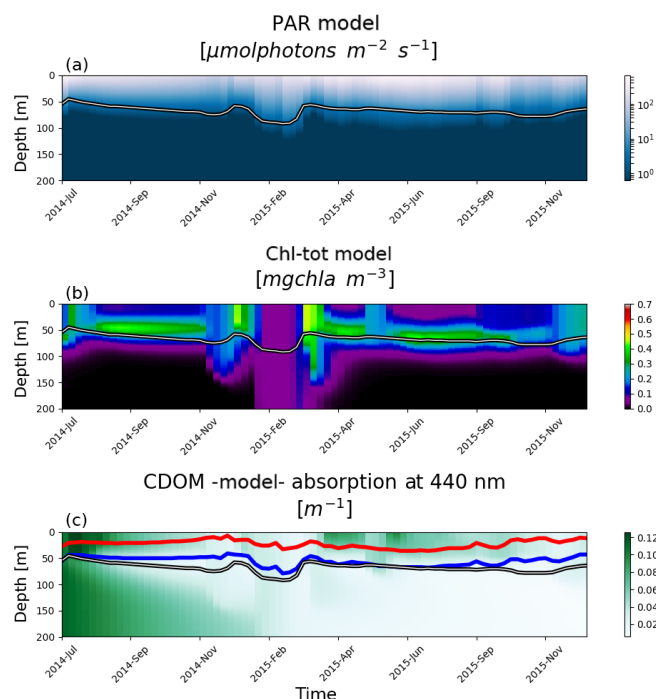 PAR model
[μmolphotons m⁻² s⁻¹]
(a)
Depth [m]
0
50
100
150
200
10²
10¹
10⁰
2014-Jul
2014-Sep
2014-Nov
2015-Feb
2015-Apr
2015-Jun
2015-Sep
2015-Nov
Chl-tot model
[mgchla m⁻³]
(b)
Depth [m]
0
50
100
150
200
0.7
0.6
0.5
0.4
0.3
0.2
0.1
0.0
2014-Jul
2014-Sep
2014-Nov
2015-Feb
2015-Apr
2015-Jun
2015-Sep
2015-Nov
CDOM -model- absorption at 440 nm
[m⁻¹]
(c)
Depth [m]
0
50
100
150
200
0.12
0.10
0.08
0.06
0.04
0.02
2014-Jul
2014-Sep
2014-Nov
2015-Feb
2015-Apr
2015-Jun
2015-Sep
2015-Nov
Time